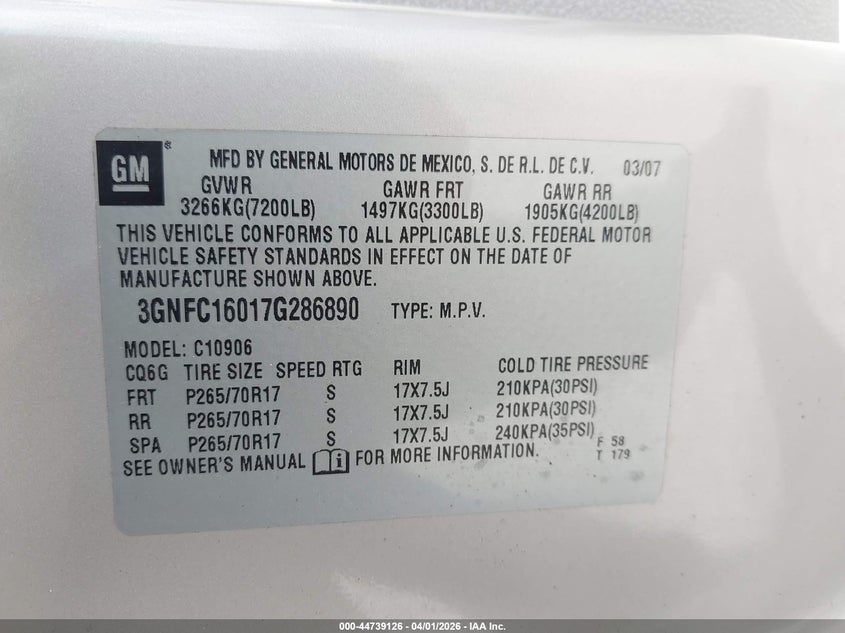 GM ®
MFD BY GENERAL MOTORS DE MEXICO, S. DE R.L. DE C.V. 03/07
GVWR GAWR FRT GAWR RR
3266KG(7200LB) 1497KG(3300LB) 1905KG(4200LB)
THIS VEHICLE CONFORMS TO ALL APPLICABLE U.S. FEDERAL MOTOR
VEHICLE SAFETY STANDARDS IN EFFECT ON THE DATE OF
MANUFACTURE SHOWN ABOVE.
3GNFC16017G286890 TYPE: M.P.V.
MODEL: C10906
CQ6G TIRE SIZE SPEED RTG RIM COLD TIRE PRESSURE
FRT P265/70R17 S 17X7.5J 210KPA(30PSI)
RR P265/70R17 S 17X7.5J 210KPA(30PSI)
SPA P265/70R17 S 17X7.5J 240KPA(35PSI)
F 58
SEE OWNER'S MANUAL FOR MORE INFORMATION. T 179
000-44739126 - 04/01/2026 - IAA Inc.